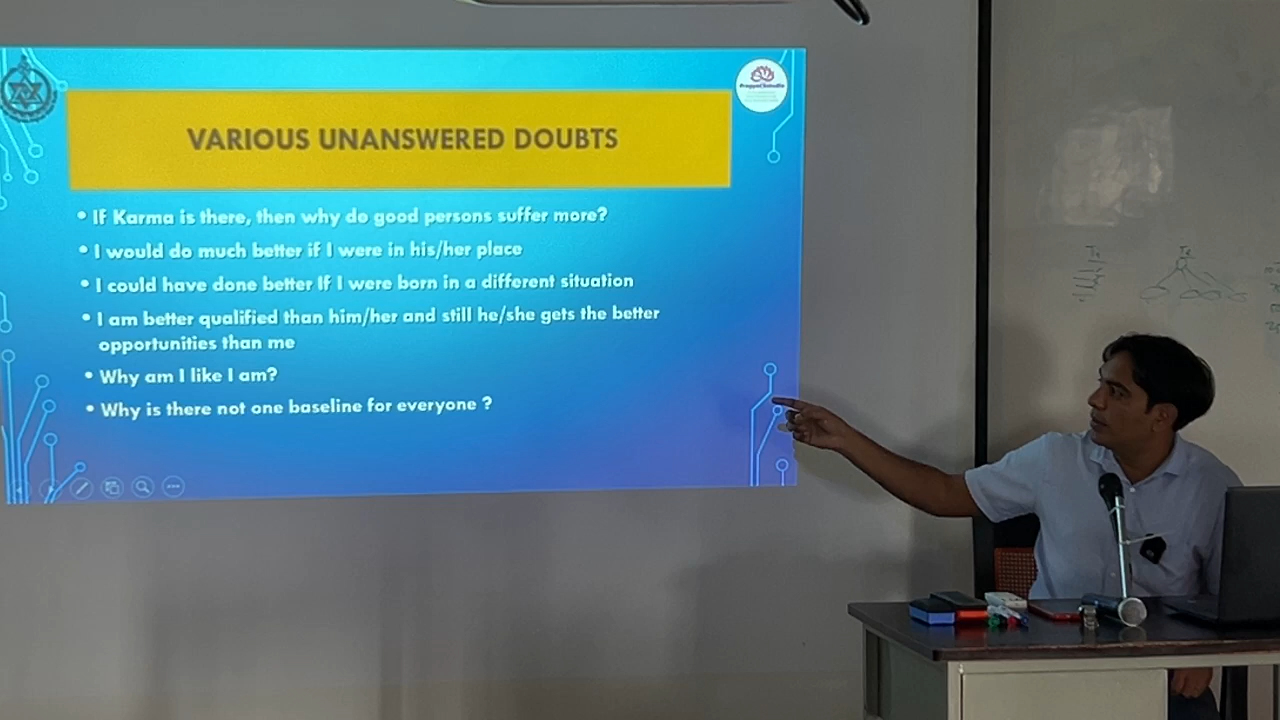 VARIOUS UNANSWERED DOUBTS
• If Karma is there, then why do good persons suffer more?
• I would do much better if I were in his/her place
• I could have done better If I were born in a different situation
• I am better qualified than him/her and still he/she gets the better
opportunities than me
• Why am I like I am?
• Why is there not one baseline for everyone ?